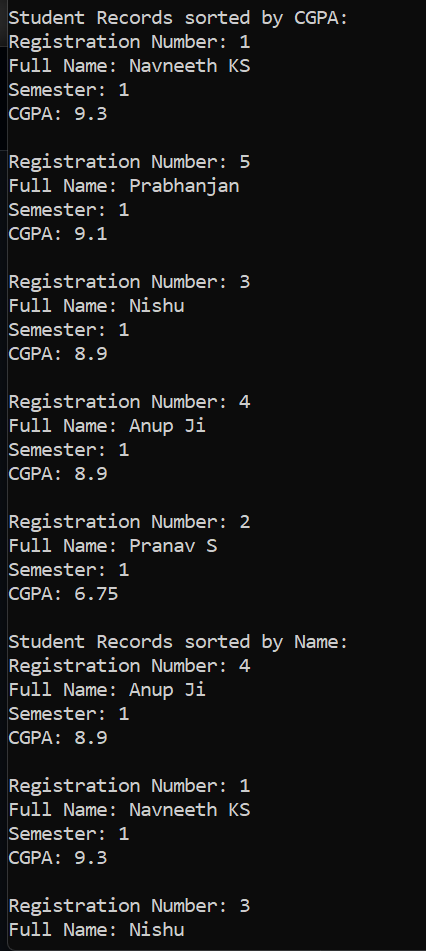 Student Records sorted by CGPA:
Registration Number: 1
Full Name: Navneeth KS
Semester: 1
CGPA: 9.3
Registration Number: 5
Full Name: Prabhanjan
Semester: 1
CGPA: 9.1
Registration Number: 3
Full Name: Nishu
Semester: 1
CGPA: 8.9
Registration Number: 4
Full Name: Anup Ji
Semester: 1
CGPA: 8.9
Registration Number: 2
Full Name: Pranav S
Semester: 1
CGPA: 6.75
Student Records sorted by Name:
Registration Number: 4
Full Name: Anup Ji
Semester: 1
CGPA: 8.9
Registration Number: 1
Full Name: Navneeth KS
Semester: 1
CGPA: 9.3
Registration Number: 3
Full Name: Nishu